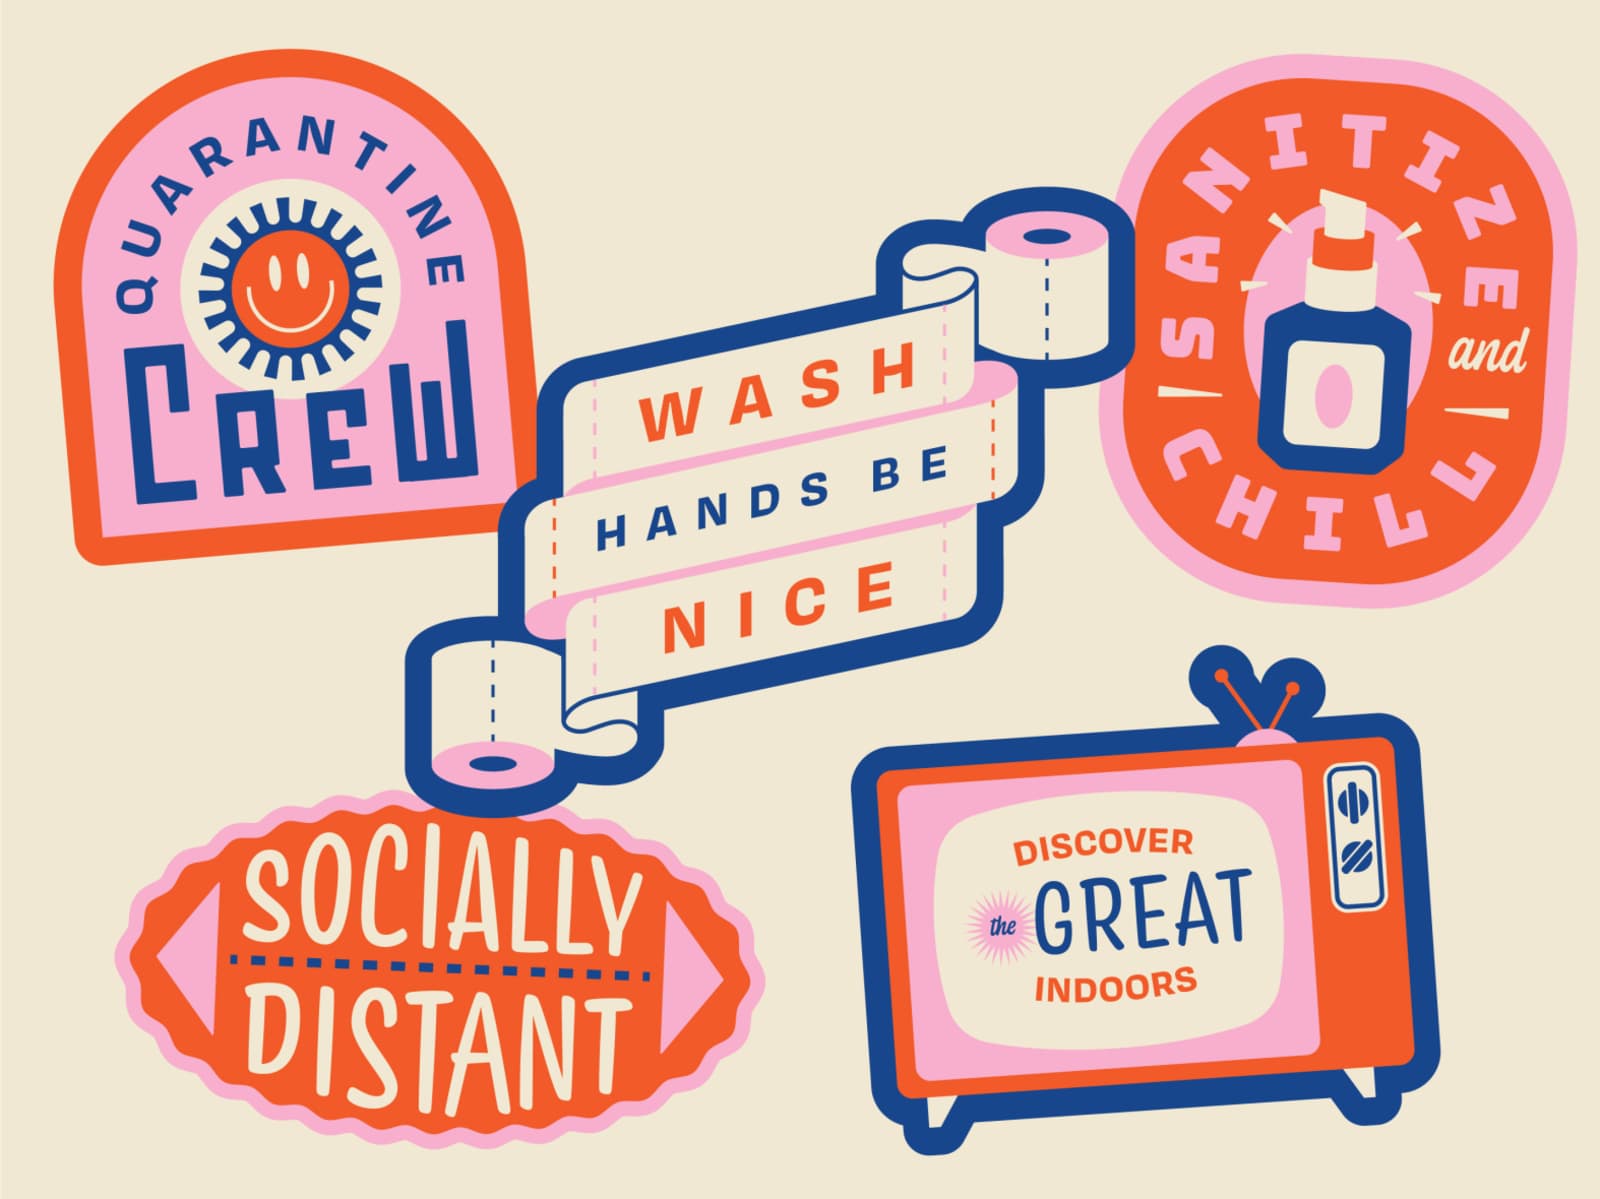 QUARANTINE
CREW
WASH
HANDS BE
NICE
SANITIZE
and
CHILL
SOCIALLY
DISTANT
DISCOVER
the GREAT
INDOORS